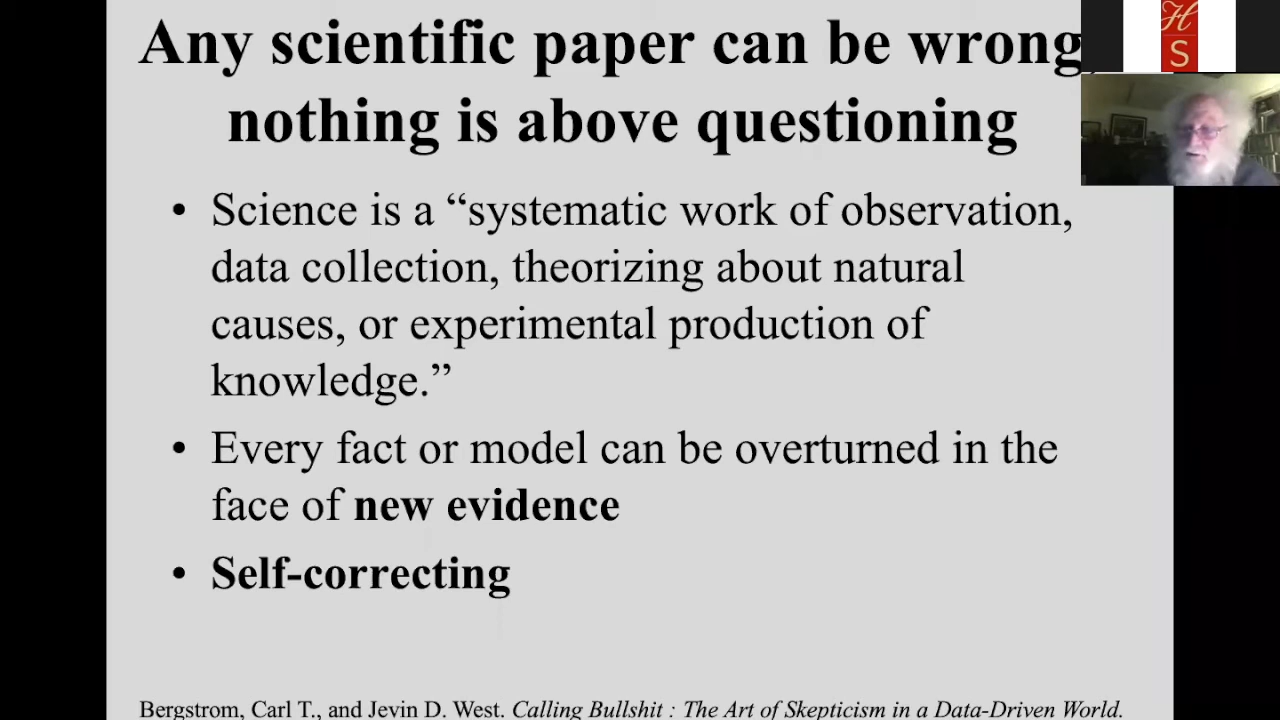 Any scientific paper can be wrong,
nothing is above questioning
• Science is a “systematic work of observation,
data collection, theorizing about natural
causes, or experimental production of
knowledge.”
• Every fact or model can be overturned in the
face of new evidence
• Self-correcting
Bergstrom, Carl T., and Jevin D. West. Calling Bullshit : The Art of Skepticism in a Data-Driven World.
H
S